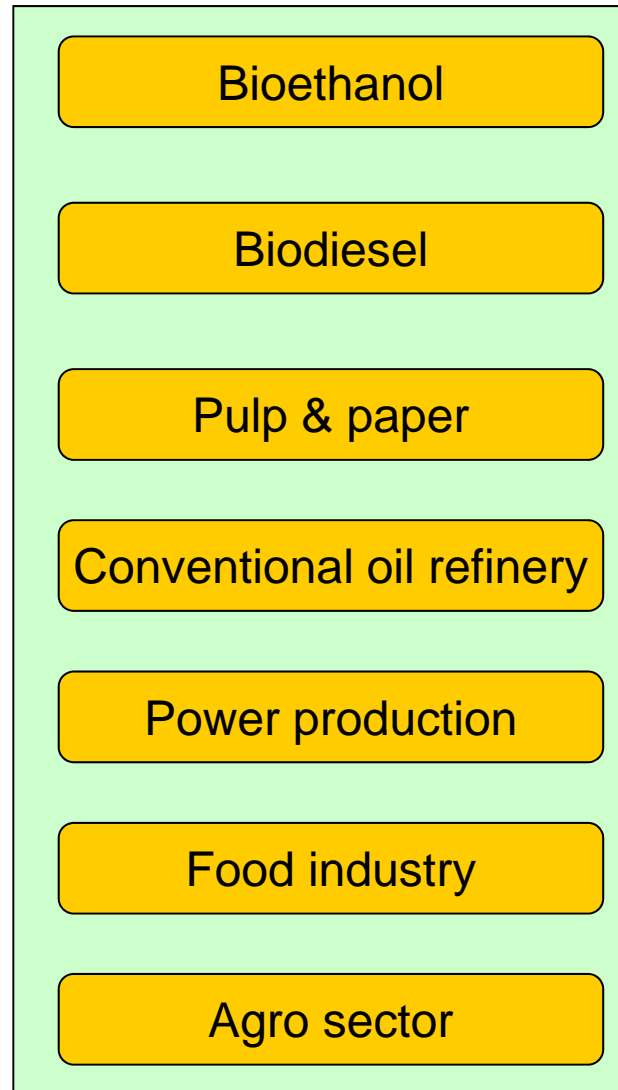 Bioethanol
Biodiesel
Pulp & paper
Conventional oil refinery
Power production
Food industry
Agro sector